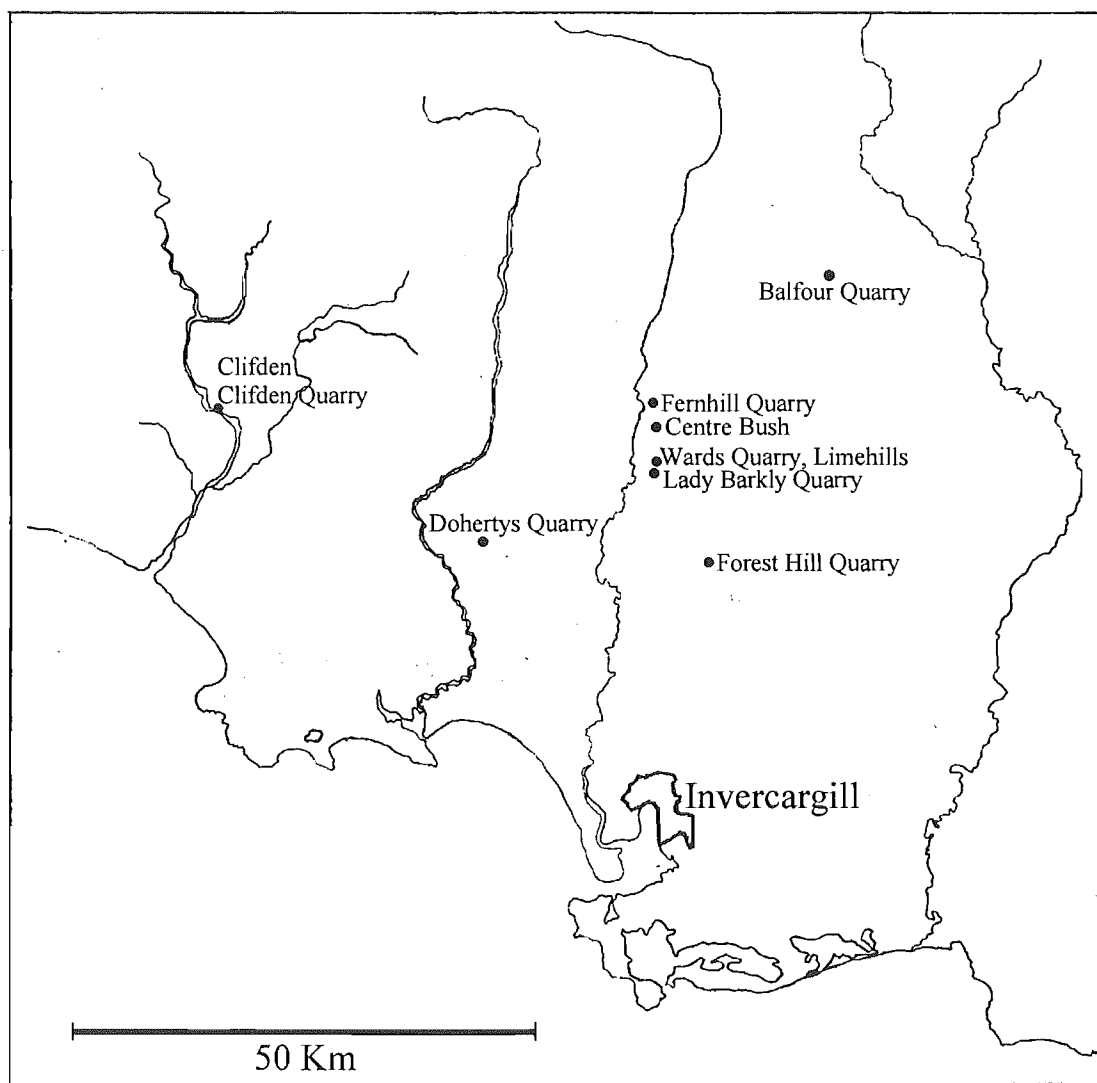 Balfour Quarry
Clifden
Clifden Quarry
Fernhill Quarry
Centre Bush
Wards Quarry, Limehills
Lady Barkly Quarry
Dohertys Quarry
Forest Hill Quarry
Invercargill
50 Km